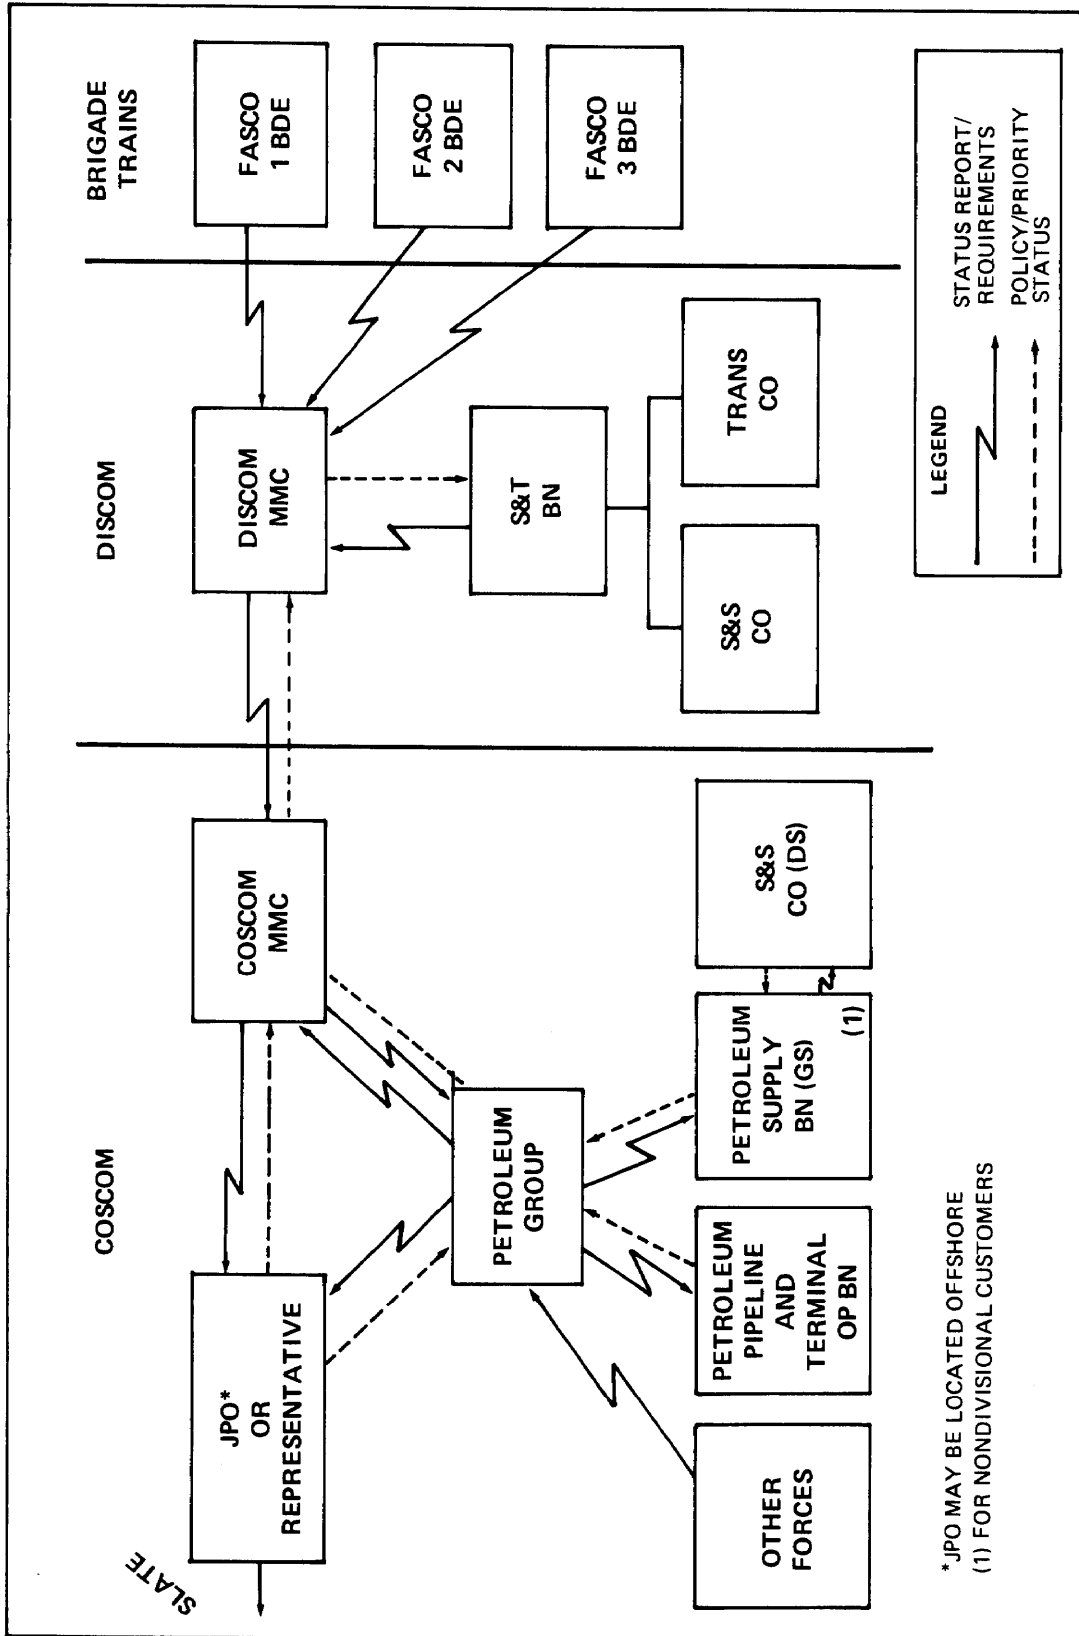 COSCOM
DISCOM
BRIGADE
TRAINS
SLATE
JPO*
OR
REPRESENTATIVE
COSCOM
MMC
DISCOM
MMC
FASCO
1 BDE
FASCO
2 BDE
FASCO
3 BDE
PETROLEUM
GROUP
S&T
BN
OTHER
FORCES
PETROLEUM
PIPELINE
AND
TERMINAL
OP BN
PETROLEUM
SUPPLY
BN (GS)
(1)
S&S
CO (DS)
S&S
CO
TRANS
CO
LEGEND
STATUS REPORT/
REQUIREMENTS
POLICY/PRIORITY
STATUS
*JPO MAY BE LOCATED OFFSHORE
(1) FOR NONDIVISIONAL CUSTOMERS